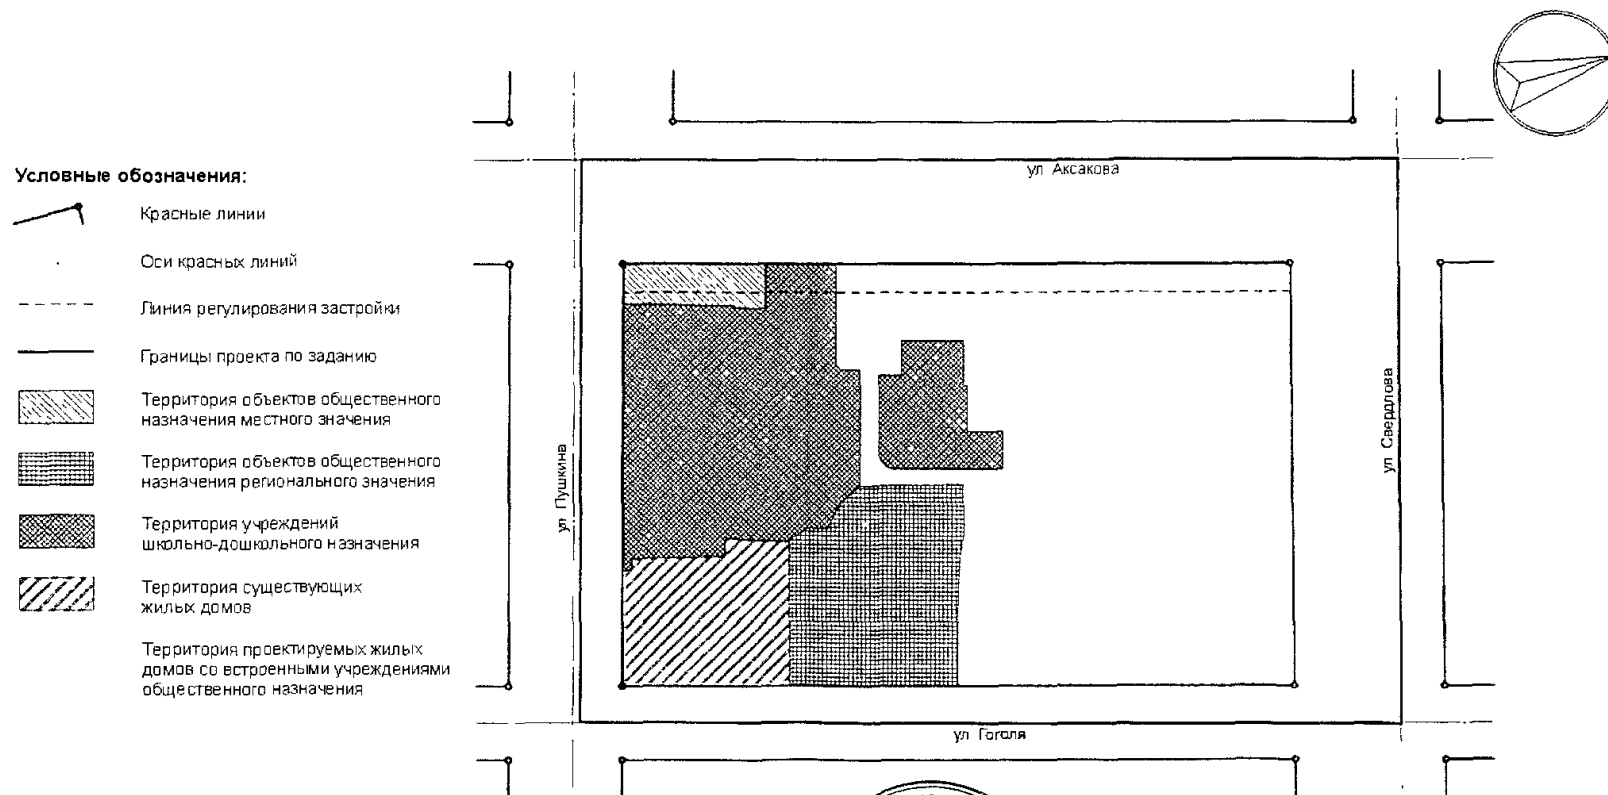 ул Аксакова
Условные обозначения:
Красные линии
Оси красных линий
Линия регулирования застройки
Границы проекта по заданию
Территория объектов общественного
назначения местного значения
Территория объектов общественного
назначения регионального значения
Территория учреждений
школьно-дошкольного назначения
Территория существующих
жилых домов
Территория проектируемых жилых
домов со встроенными учреждениями
общественного назначения
ул Пушкина
ул Свердлова
ул Гоголя